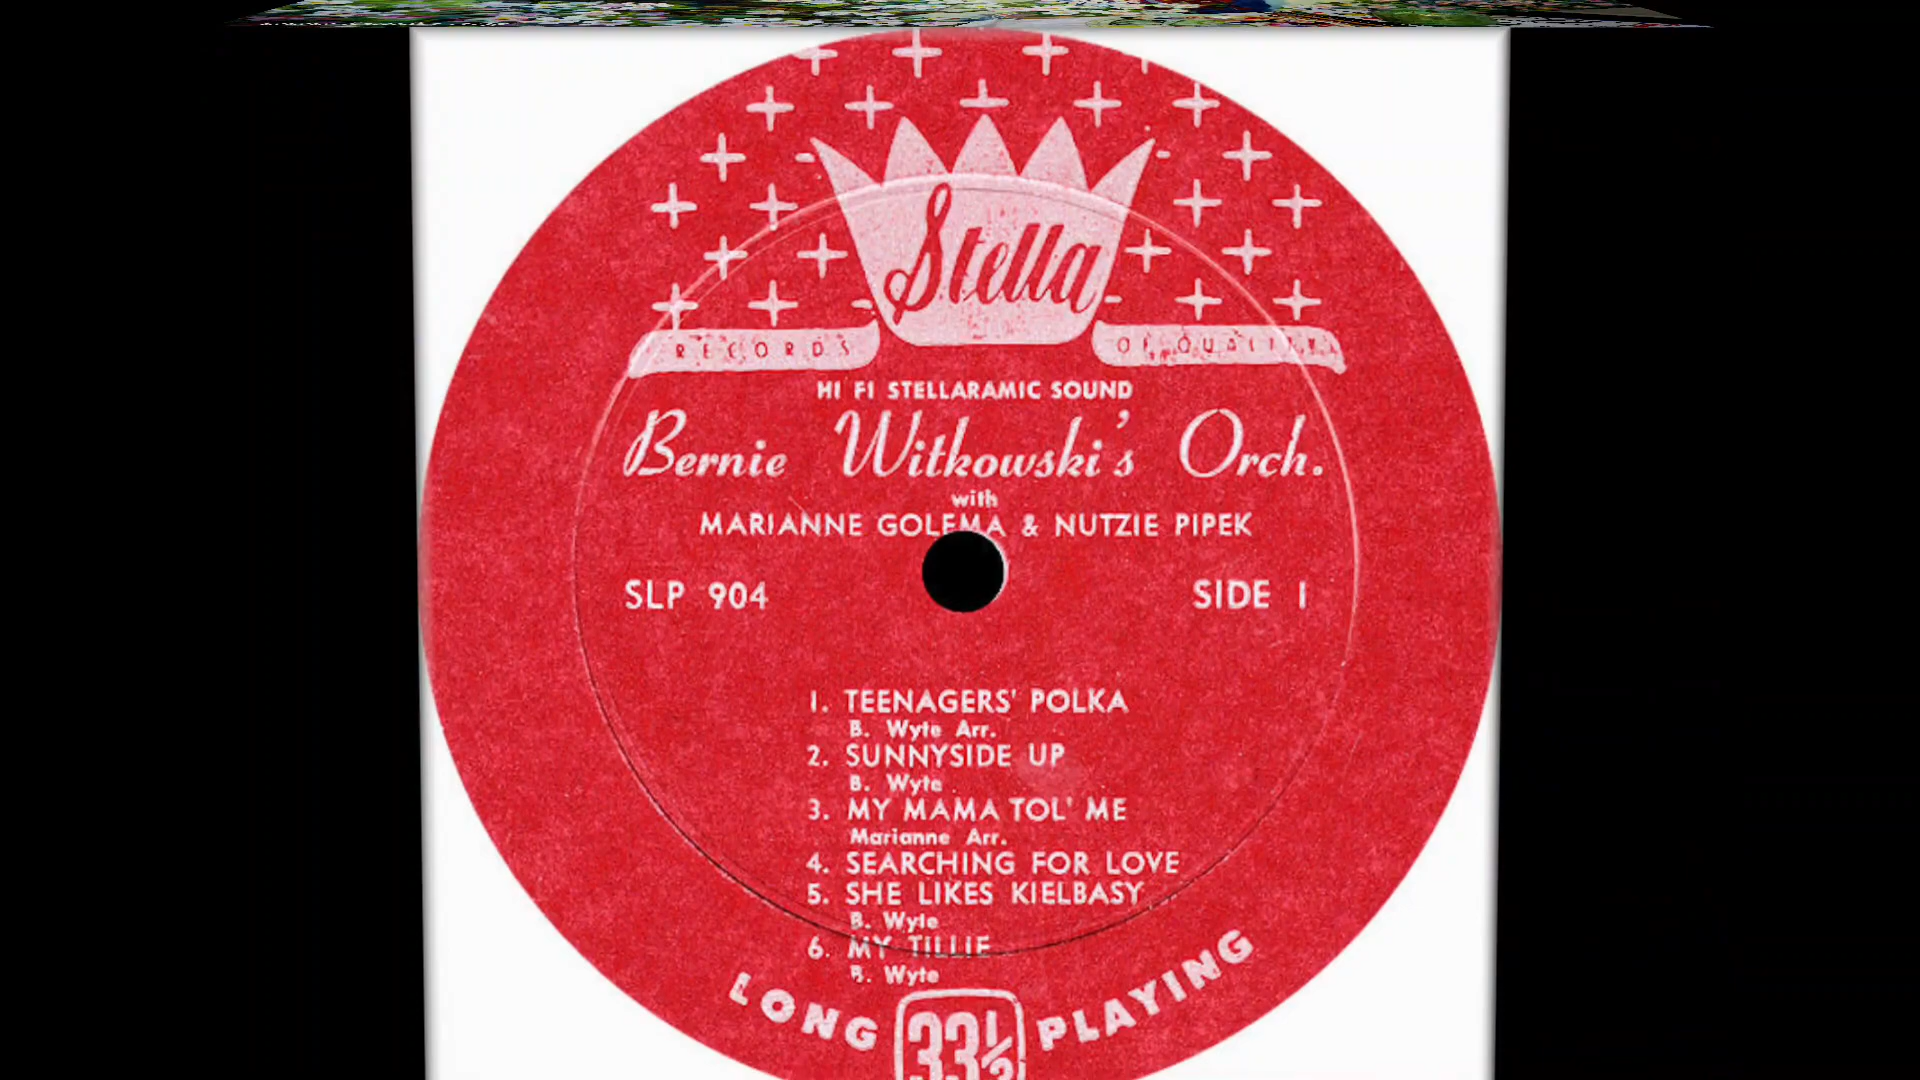 Stella
RECORDS OF QUALITY
HI FI STELLARAMIC SOUND
Bernie Witkowski's Orch.
with
MARIANNE GOLEMA & NUTZIE PIPEK
SLP 904 SIDE 1
1. TEENAGERS' POLKA
B. Wyte Arr.
2. SUNNYSIDE UP
B. Wyte
3. MY MAMA TOL' ME
Marianne Arr.
4. SEARCHING FOR LOVE
5. SHE LIKES KIELBASY
B. Wyte
6. MY TILLIE
B. Wyte
LONG 33⅓ PLAYING